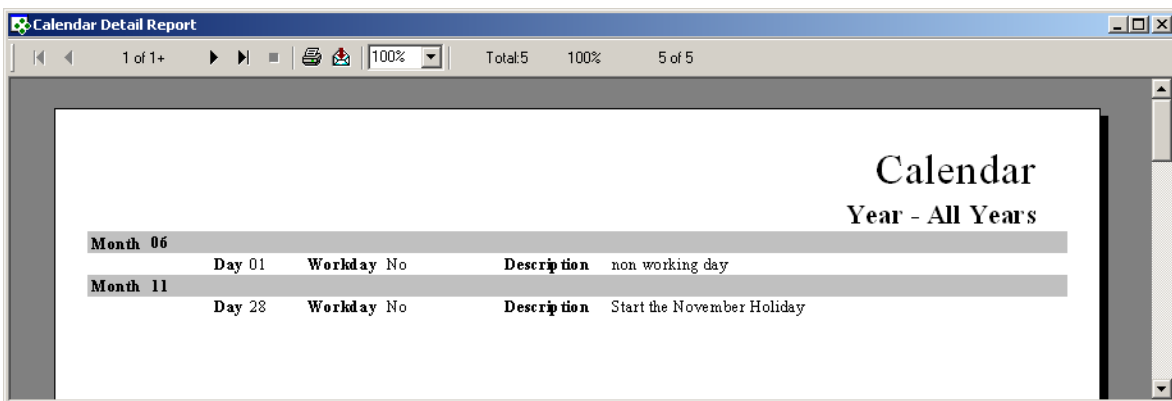 Calendar Detail Report
1 of 1+ 100% Total:5 100% 5 of 5
Calendar
Year - All Years
Month 06
Day 01 Workday No Description non working day
Month 11
Day 28 Workday No Description Start the November Holiday